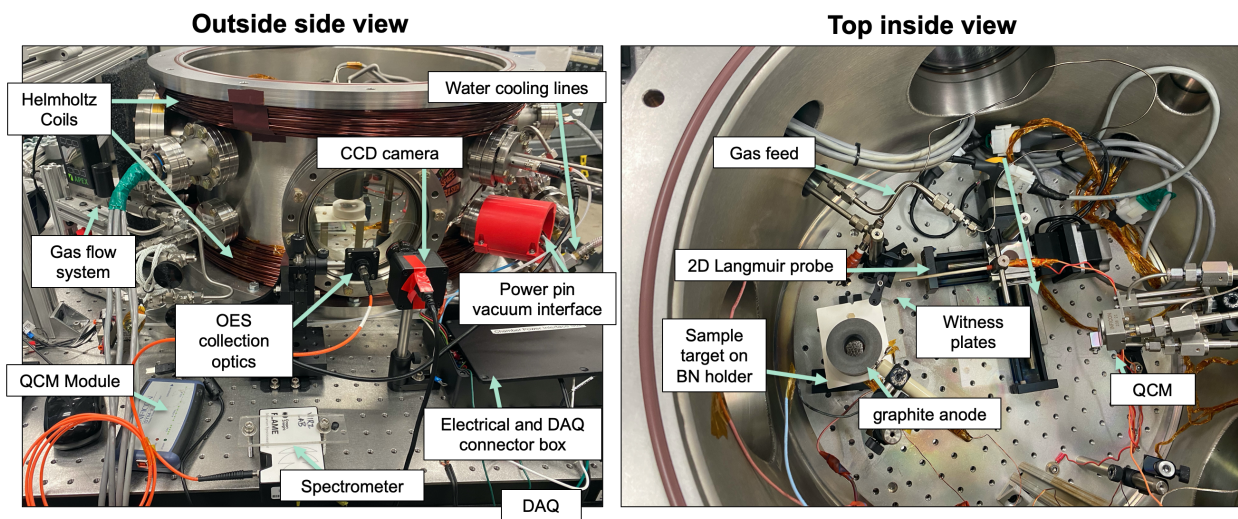 Outside side view
Top inside view
Helmholtz
Coils
Water cooling lines
CCD camera
Gas flow
system
Power pin
vacuum interface
OES
collection
optics
QCM Module
Electrical and DAQ
connector box
Spectrometer
DAQ
FLAME
APEX
Gas feed
2D Langmuir probe
Witness
plates
Sample
target on
BN holder
graphite anode
QCM